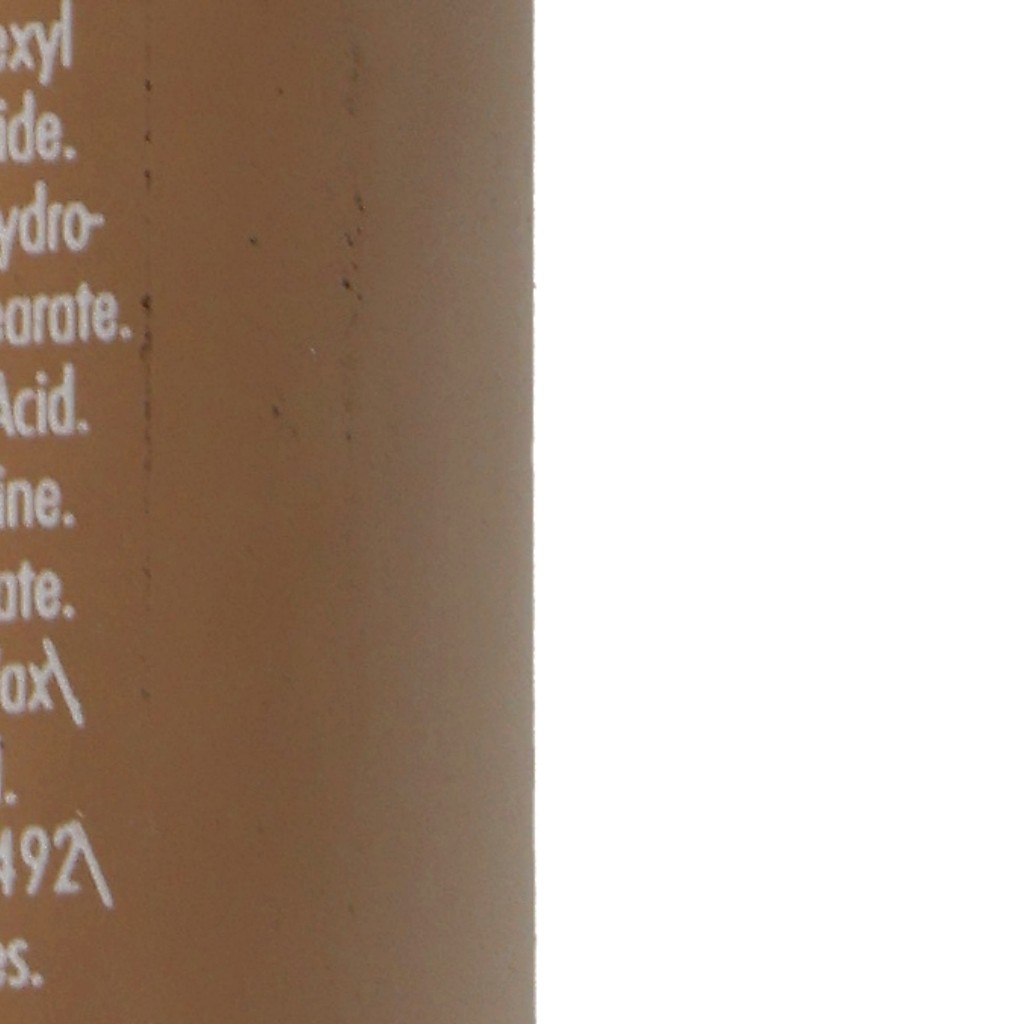 exyl
ide.
ydro-
earate.
Acid.
ine.
ate.
ax\
.
492\
es.